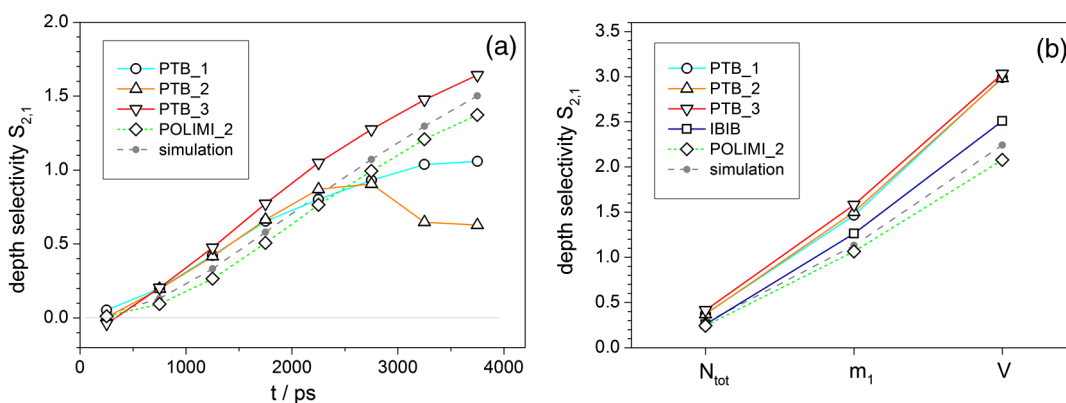 (a)
PTB_1
PTB_2
PTB_3
POLIMI_2
simulation
depth selectivity S2,1
2.0
1.5
1.0
0.5
0.0
0 1000 2000 3000 4000
t / ps
(b)
PTB_1
PTB_2
PTB_3
IBIB
POLIMI_2
simulation
depth selectivity S2,1
3.5
3.0
2.5
2.0
1.5
1.0
0.5
0.0
Ntot m1 V